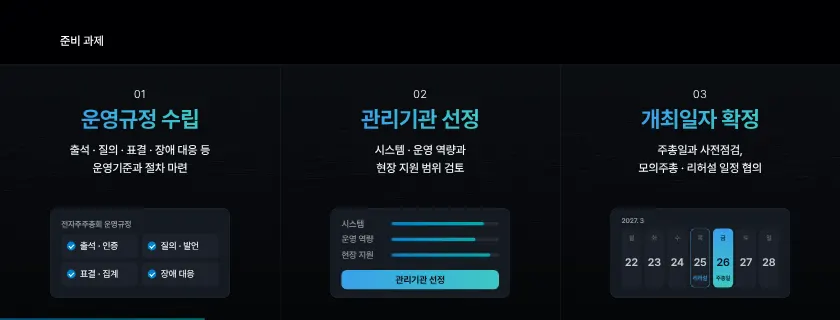 준비 과제
01
운영규정 수립
출석 · 질의 · 표결 · 장애 대응 등
운영기준과 절차 마련
전자주주총회 운영규정
출석 · 인증
질의 · 발언
표결 · 집계
장애 대응
02
관리기관 선정
시스템 · 운영 역량과
현장 지원 범위 검토
시스템
운영 역량
현장 지원
관리기관 선정
03
개최일자 확정
주총일과 사전점검,
모의주총 · 리허설 일정 협의
2027. 3
월 화 수 목 금 토 일
22 23 24 25 26 27 28
리허설 주총일